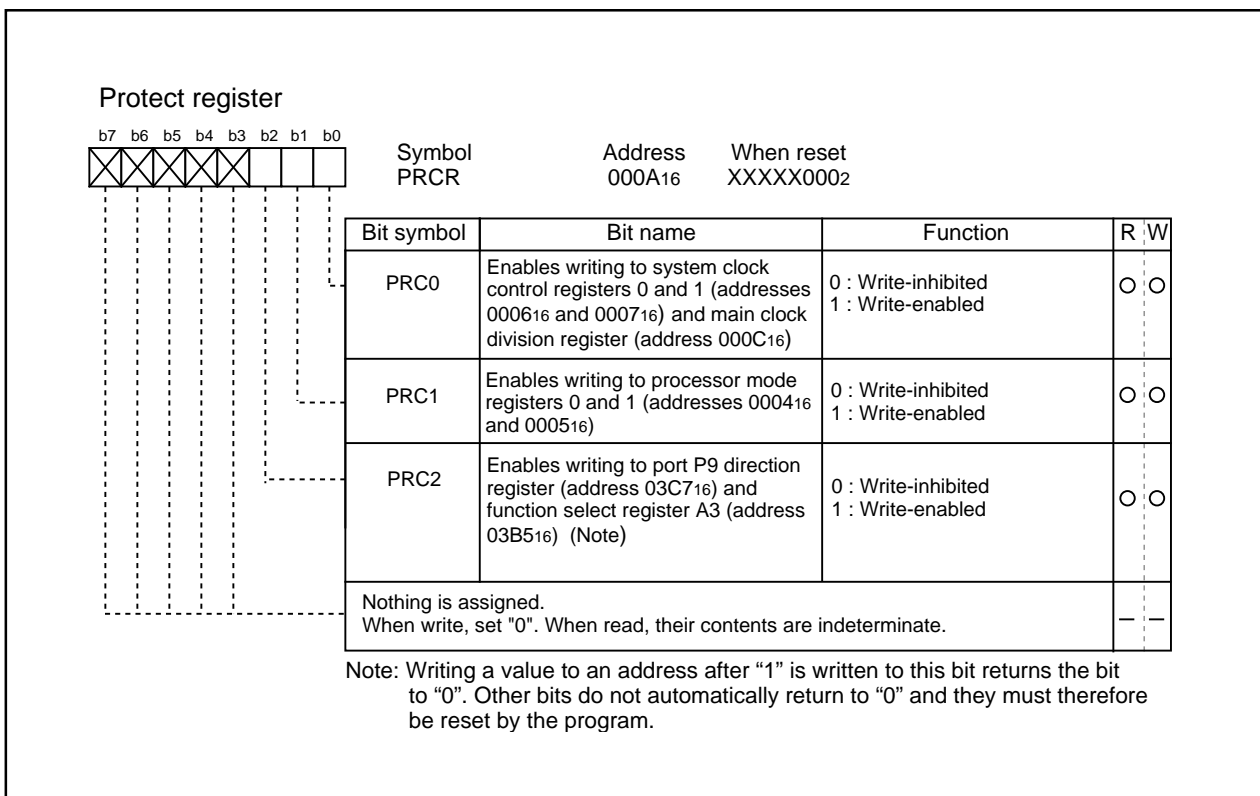 Protect register
b7 b6 b5 b4 b3 b2 b1 b0
Symbol Address When reset
PRCR 000A16 XXXXX0002
Bit symbol Bit name Function R W
PRC0
Enables writing to system clock
control registers 0 and 1 (addresses
000616 and 000716) and main clock
division register (address 000C16)
0 : Write-inhibited
1 : Write-enabled
PRC1
Enables writing to processor mode
registers 0 and 1 (addresses 000416
and 000516)
0 : Write-inhibited
1 : Write-enabled
PRC2
Enables writing to port P9 direction
register (address 03C716) and
function select register A3 (address
03B516) (Note)
0 : Write-inhibited
1 : Write-enabled
Nothing is assigned.
When write, set "0". When read, their contents are indeterminate.
Note: Writing a value to an address after “1” is written to this bit returns the bit
to “0”. Other bits do not automatically return to “0” and they must therefore
be reset by the program.